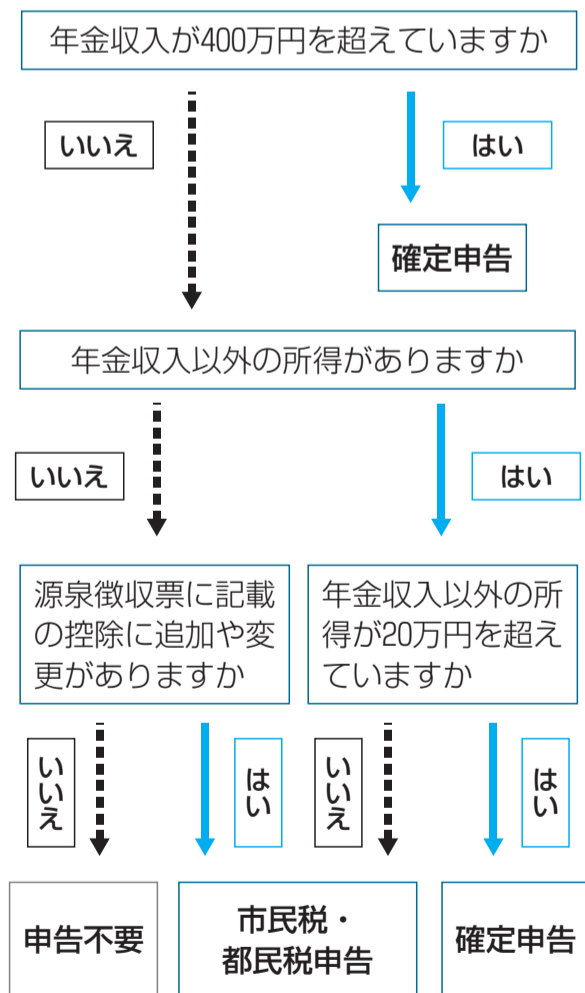 年金収入が400万円を超えていますか
いいえ
はい
確定申告
年金収入以外の所得がありますか
いいえ
はい
源泉徴収票に記載
の控除に追加や変
更がありますか
年金収入以外の所
得が20万円を超え
ていますか
いいえ
はい
いいえ
はい
申告不要
市民税・
都民税申告
確定申告